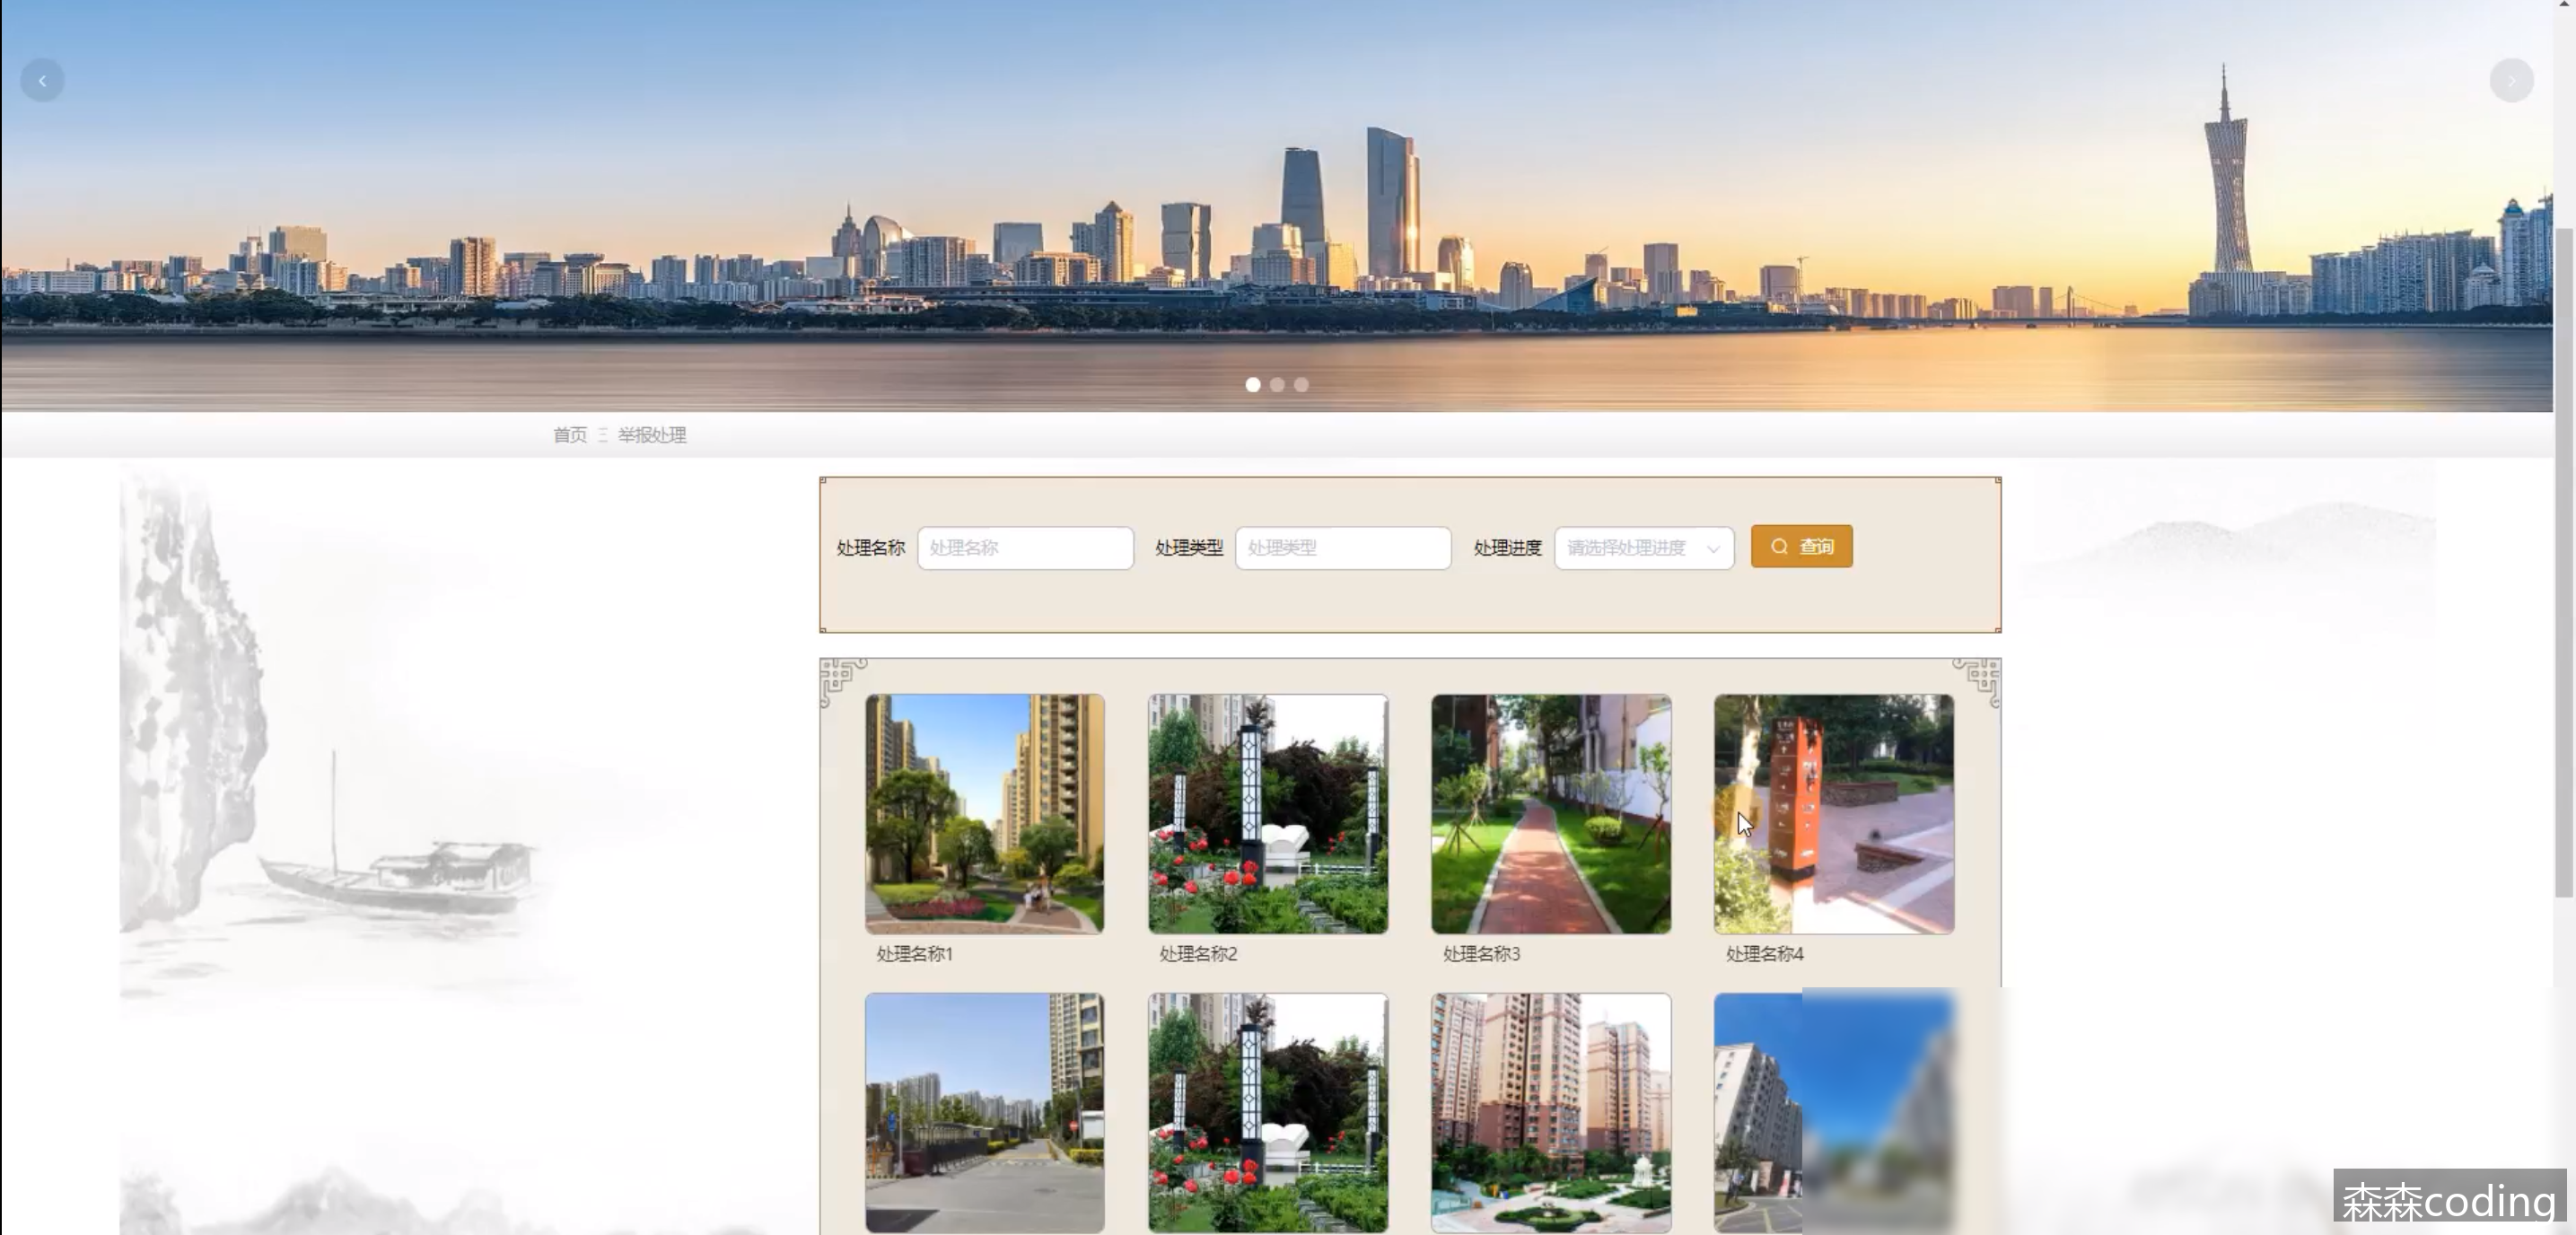 首页 三 举报处理
处理名称 处理名称 处理类型 处理类型 处理进度 请选择处理进度 查询
处理名称1 处理名称2 处理名称3 处理名称4
森森coding